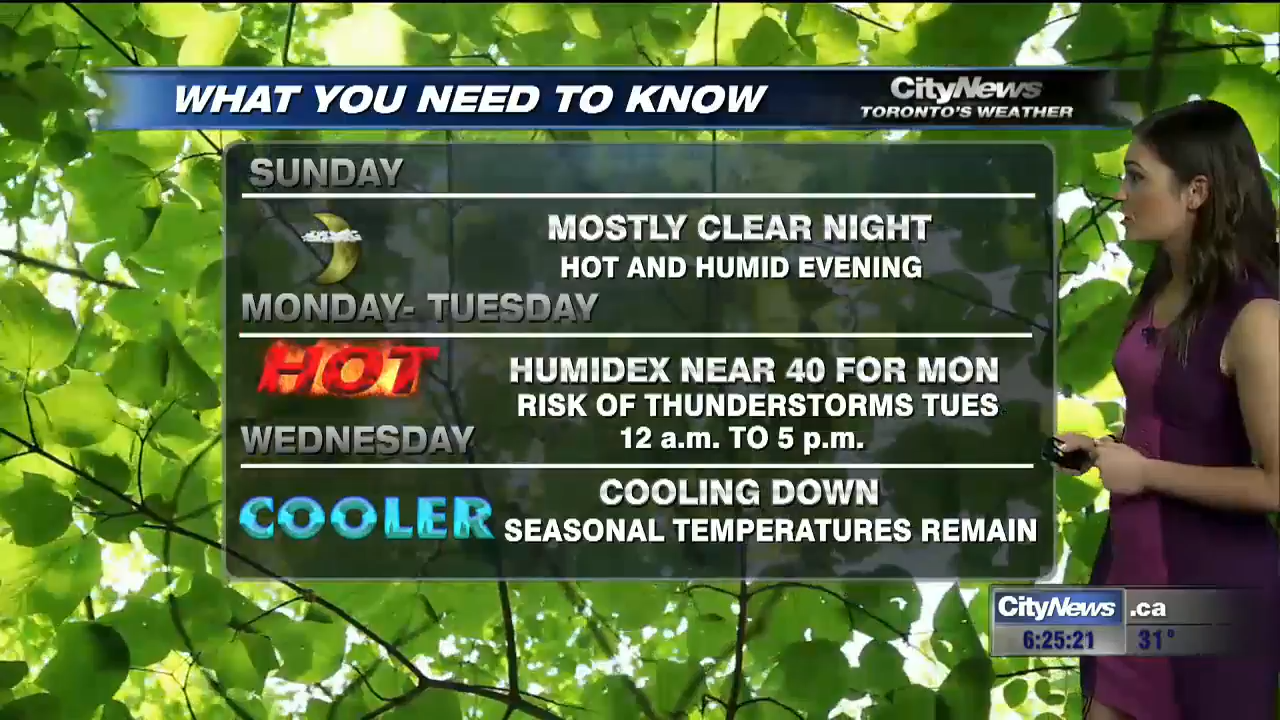 WHAT YOU NEED TO KNOW
CityNews
TORONTO'S WEATHER
SUNDAY
MOSTLY CLEAR NIGHT
HOT AND HUMID EVENING
MONDAY- TUESDAY
HOT
HUMIDEX NEAR 40 FOR MON
RISK OF THUNDERSTORMS TUES
12 a.m. TO 5 p.m.
WEDNESDAY
COOLER
COOLING DOWN
SEASONAL TEMPERATURES REMAIN
CityNews .ca
6:25:21 31°